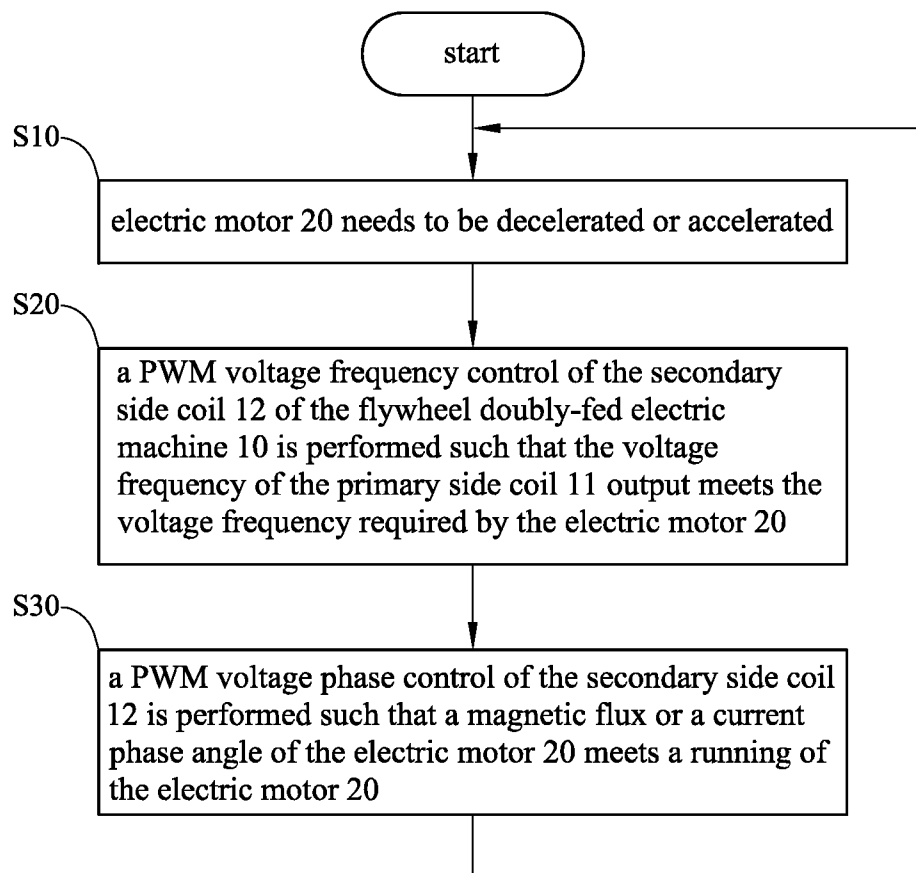 start
S10
electric motor 20 needs to be decelerated or accelerated
S20
a PWM voltage frequency control of the secondary
side coil 12 of the flywheel doubly-fed electric
machine 10 is performed such that the voltage
frequency of the primary side coil 11 output meets the
voltage frequency required by the electric motor 20
S30
a PWM voltage phase control of the secondary side coil
12 is performed such that a magnetic flux or a current
phase angle of the electric motor 20 meets a running of
the electric motor 20